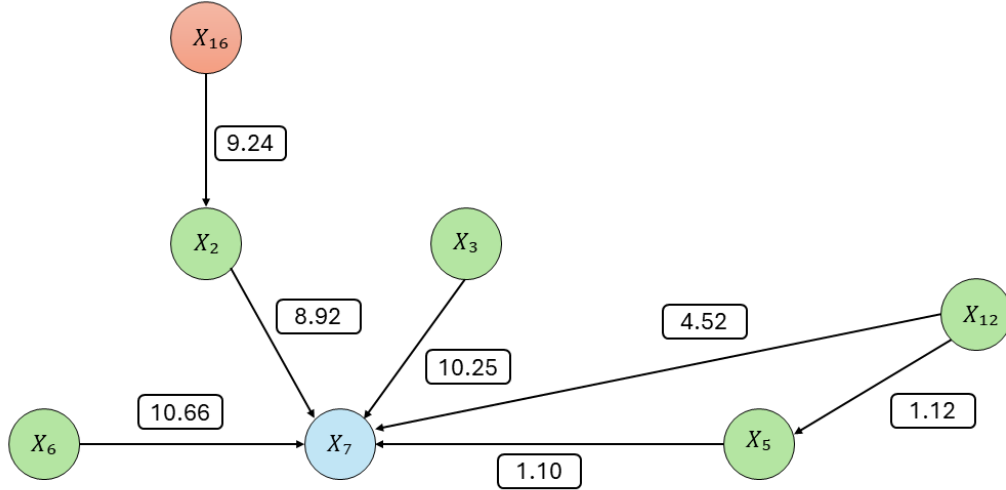 X₁₆
9.24
X₂
X₃
8.92
4.52
X₁₂
10.25
10.66
1.12
X₆
X₇
X₅
1.10